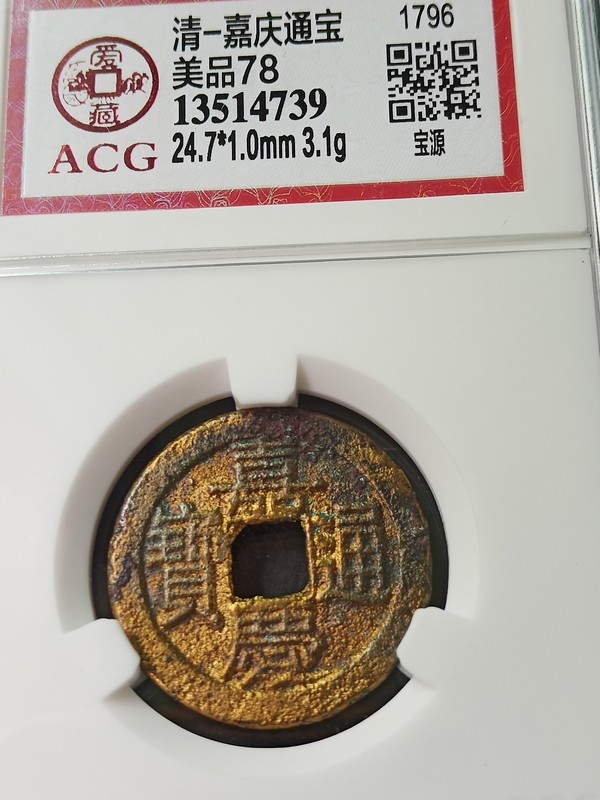 清-嘉庆通宝
1796
美品78
13514739
24.7*1.0mm 3.1g
宝源
爱藏
ACG
嘉慶通寶